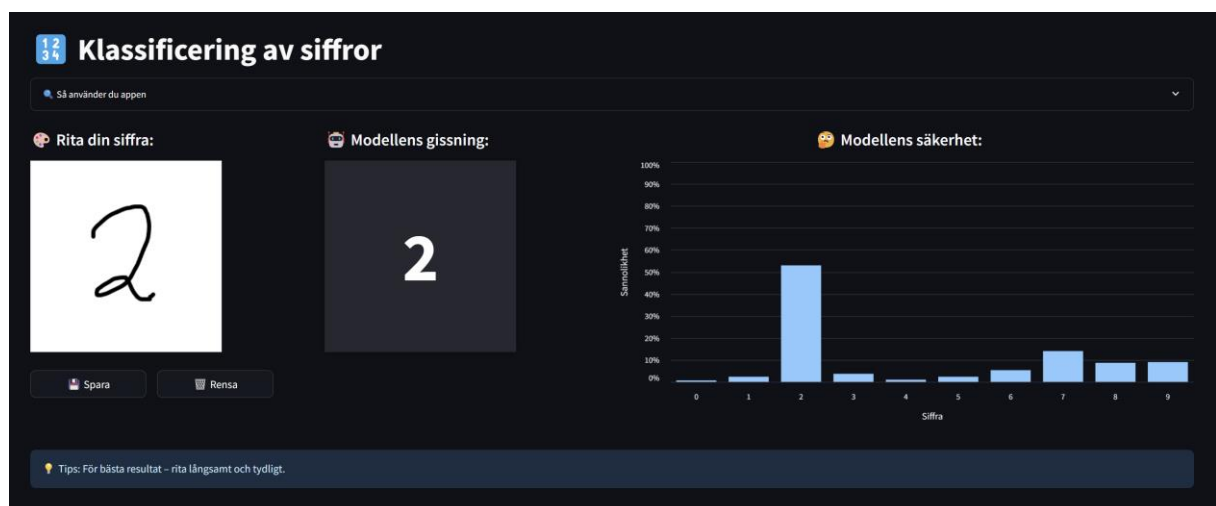 Klassificering av siffror
Så använder du appen
Rita din siffra:
2
Spara
Rensa
Modellens gissning:
2
Modellens säkerhet:
Sannolikhet
100%
90%
80%
70%
60%
50%
40%
30%
20%
10%
0%
0 1 2 3 4 5 6 7 8 9
Siffra
Tips: För bästa resultat – rita långsamt och tydligt.